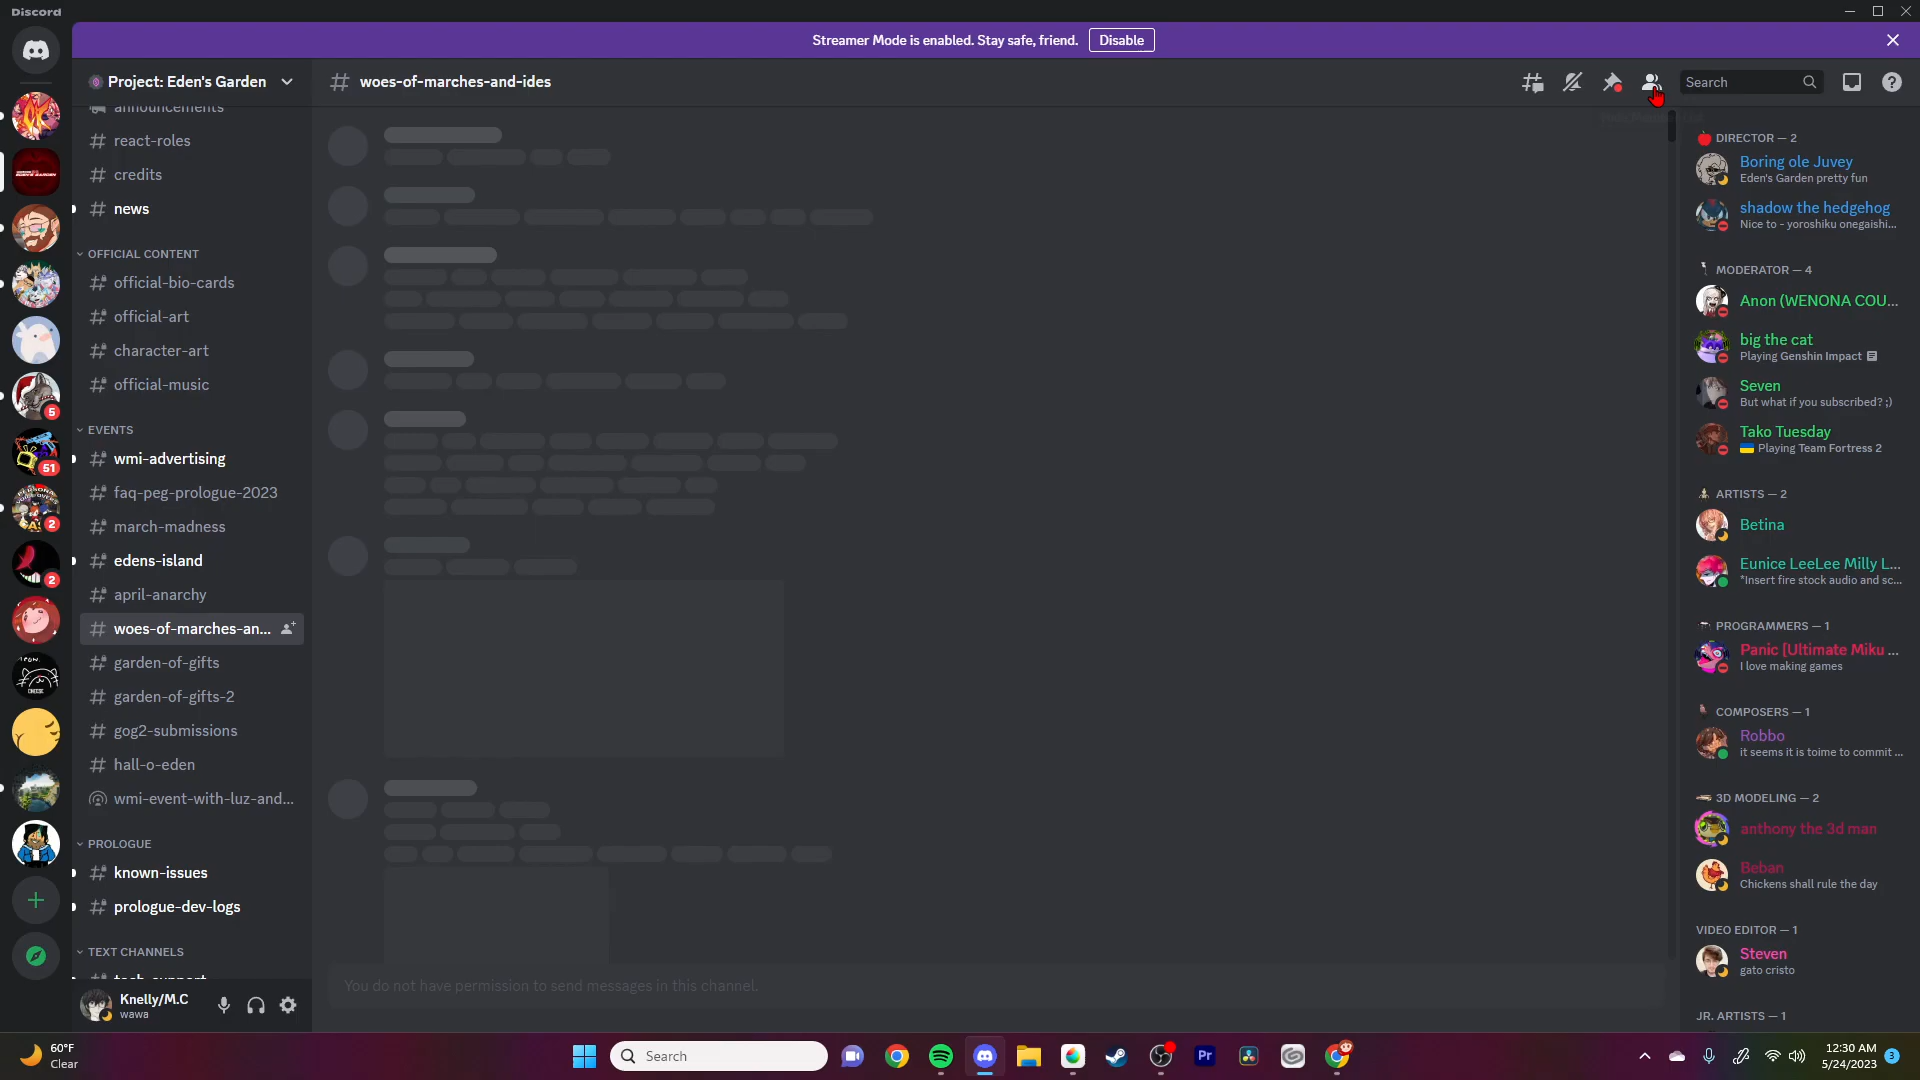 Discord
Streamer Mode is enabled. Stay safe, friend.
Disable
Project: Eden's Garden
announcements
react-roles
credits
news
OFFICIAL CONTENT
official-bio-cards
official-art
character-art
official-music
EVENTS
wmi-advertising
faq-peg-prologue-2023
march-madness
edens-island
april-anarchy
woes-of-marches-an...
garden-of-gifts
garden-of-gifts-2
gog2-submissions
hall-o-eden
wmi-event-with-luz-and...
PROLOGUE
known-issues
prologue-dev-logs
TEXT CHANNELS
tech-support
Knelly/M.C
wawa
5
51
2
2
woes-of-marches-and-ides
Search
You do not have permission to send messages in this channel.
DIRECTOR — 2
Boring ole Juvey
Eden's Garden pretty fun
shadow the hedgehog
Nice to - yoroshiku onegaishi...
MODERATOR — 4
Anon (WENONA COU...
big the cat
Playing Genshin Impact
Seven
But what if you subscribed? ;)
Tako Tuesday
Playing Team Fortress 2
ARTISTS — 2
Betina
Eunice LeeLee Milly L...
*Insert fire stock audio and sc...
PROGRAMMERS — 1
Panic [Ultimate Miku ...
I love making games
COMPOSERS — 1
Robbo
it seems it is toime to commit ...
3D MODELING — 2
anthony the 3d man
Beban
Chickens shall rule the day
VIDEO EDITOR — 1
Steven
gato cristo
JR. ARTISTS — 1
60°F
Clear
Search
Pr
12:30 AM
5/24/2023
3